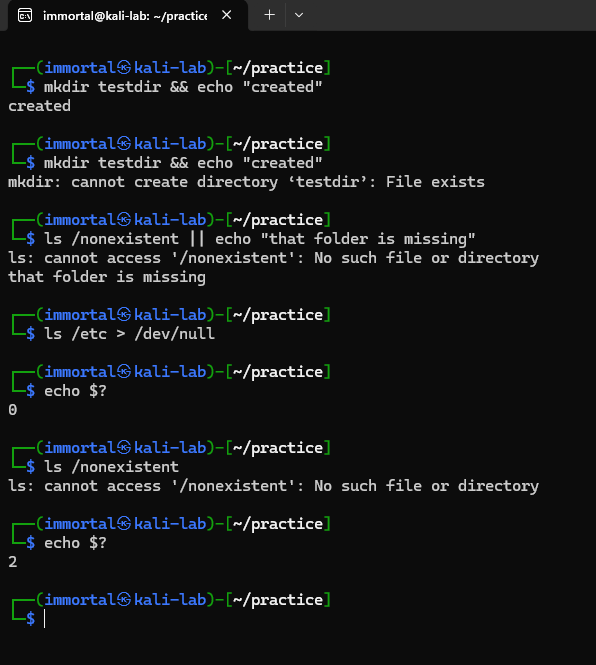 immortal@kali-lab: ~/practice
┌──(immortal㉿kali-lab)-[~/practice]
└─$ mkdir testdir && echo "created"
created
┌──(immortal㉿kali-lab)-[~/practice]
└─$ mkdir testdir && echo "created"
mkdir: cannot create directory ‘testdir’: File exists
┌──(immortal㉿kali-lab)-[~/practice]
└─$ ls /nonexistent || echo "that folder is missing"
ls: cannot access '/nonexistent': No such file or directory
that folder is missing
┌──(immortal㉿kali-lab)-[~/practice]
└─$ ls /etc > /dev/null
┌──(immortal㉿kali-lab)-[~/practice]
└─$ echo $?
0
┌──(immortal㉿kali-lab)-[~/practice]
└─$ ls /nonexistent
ls: cannot access '/nonexistent': No such file or directory
┌──(immortal㉿kali-lab)-[~/practice]
└─$ echo $?
2
┌──(immortal㉿kali-lab)-[~/practice]
└─$